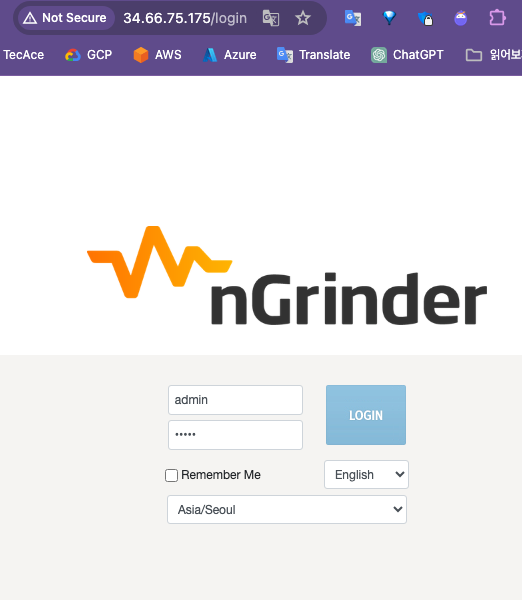 Not Secure 34.66.75.175/login
TecAce GCP AWS Azure Translate ChatGPT 읽어보
nGrinder
admin
LOGIN
•••••
Remember Me English
Asia/Seoul